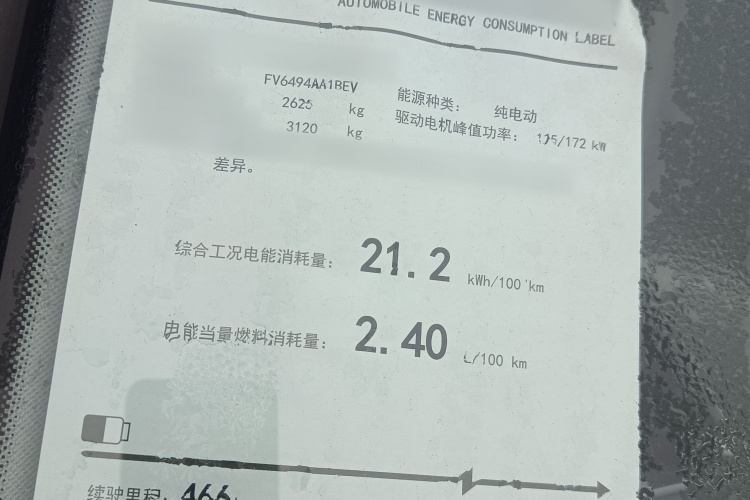 AUTOMOBILE ENERGY CONSUMPTION LABEL
FV6494AA1BEV
能源种类： 纯电动
2625 kg
驱动电机峰值功率： /172 kW
3120 kg
差异。
综合工况电能消耗量： 21.2 kWh/100 km
电能当量燃料消耗量： 2.40 L/100 km
续驶里程： 466